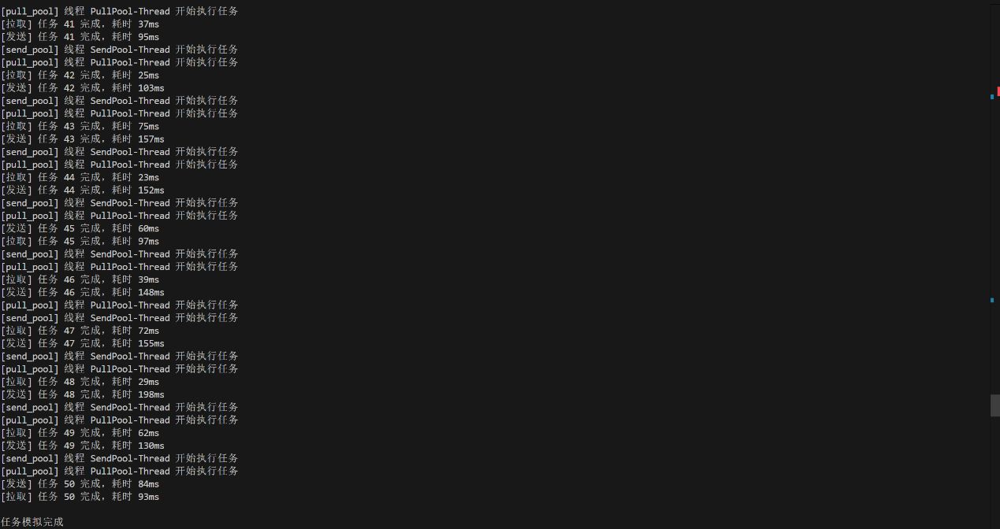 [pull_pool] 线程 PullPool-Thread 开始执行任务
[拉取] 任务 41 完成，耗时 37ms
[发送] 任务 41 完成，耗时 95ms
[send_pool] 线程 SendPool-Thread 开始执行任务
[pull_pool] 线程 PullPool-Thread 开始执行任务
[拉取] 任务 42 完成，耗时 25ms
[发送] 任务 42 完成，耗时 103ms
[send_pool] 线程 SendPool-Thread 开始执行任务
[pull_pool] 线程 PullPool-Thread 开始执行任务
[拉取] 任务 43 完成，耗时 75ms
[发送] 任务 43 完成，耗时 157ms
[send_pool] 线程 SendPool-Thread 开始执行任务
[pull_pool] 线程 PullPool-Thread 开始执行任务
[拉取] 任务 44 完成，耗时 23ms
[发送] 任务 44 完成，耗时 152ms
[send_pool] 线程 SendPool-Thread 开始执行任务
[pull_pool] 线程 PullPool-Thread 开始执行任务
[发送] 任务 45 完成，耗时 60ms
[拉取] 任务 45 完成，耗时 97ms
[send_pool] 线程 SendPool-Thread 开始执行任务
[pull_pool] 线程 PullPool-Thread 开始执行任务
[拉取] 任务 46 完成，耗时 39ms
[发送] 任务 46 完成，耗时 148ms
[pull_pool] 线程 PullPool-Thread 开始执行任务
[send_pool] 线程 SendPool-Thread 开始执行任务
[拉取] 任务 47 完成，耗时 72ms
[发送] 任务 47 完成，耗时 155ms
[send_pool] 线程 SendPool-Thread 开始执行任务
[pull_pool] 线程 PullPool-Thread 开始执行任务
[拉取] 任务 48 完成，耗时 29ms
[发送] 任务 48 完成，耗时 198ms
[send_pool] 线程 SendPool-Thread 开始执行任务
[pull_pool] 线程 PullPool-Thread 开始执行任务
[拉取] 任务 49 完成，耗时 62ms
[发送] 任务 49 完成，耗时 130ms
[send_pool] 线程 SendPool-Thread 开始执行任务
[pull_pool] 线程 PullPool-Thread 开始执行任务
[发送] 任务 50 完成，耗时 84ms
[拉取] 任务 50 完成，耗时 93ms
任务模拟完成